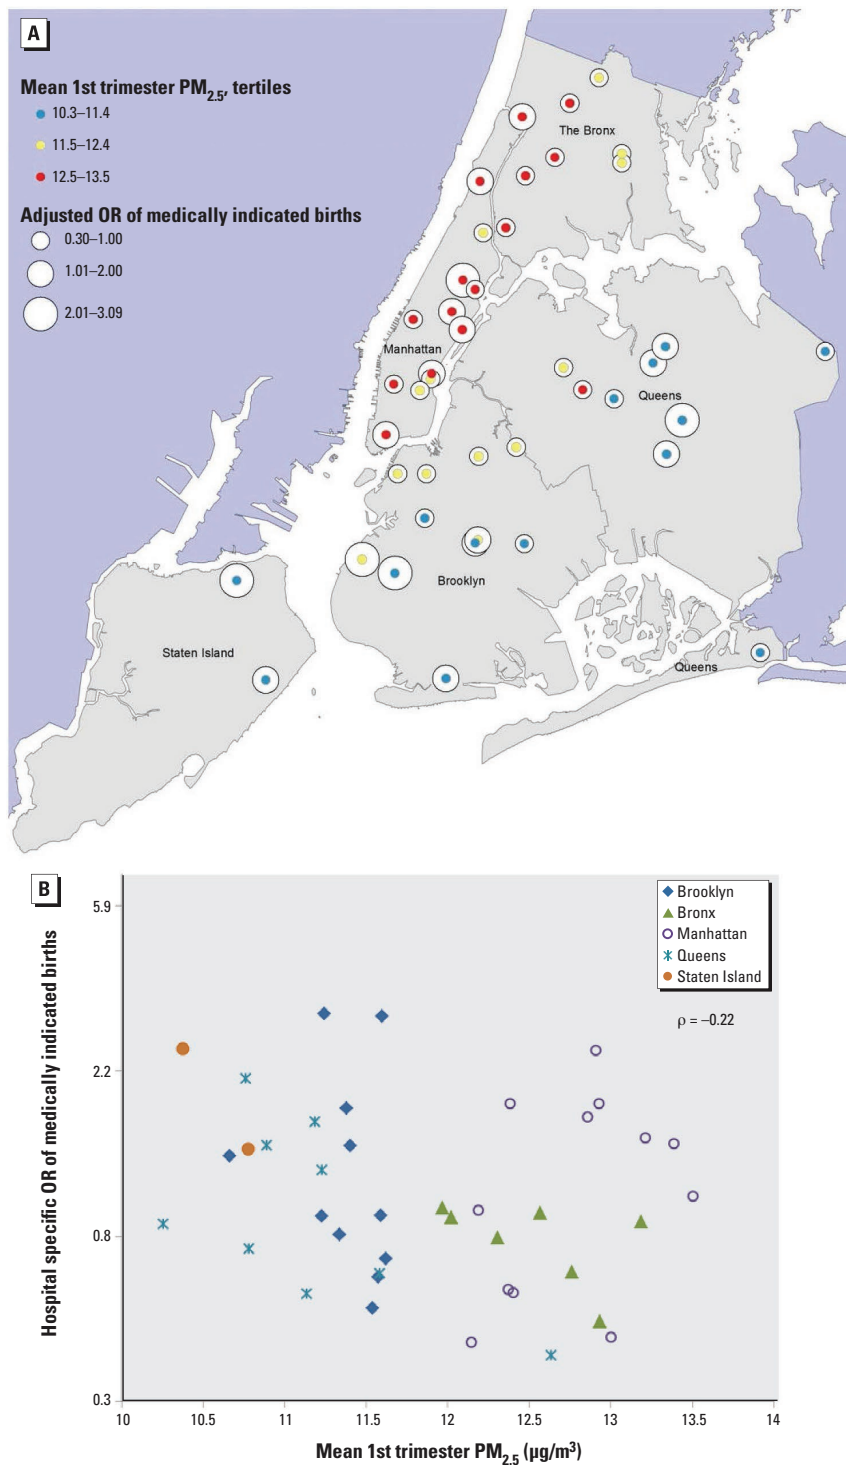 A
Mean 1st trimester PM2.5, tertiles
10.3–11.4
11.5–12.4
12.5–13.5
Adjusted OR of medically indicated births
0.30–1.00
1.01–2.00
2.01–3.09
The Bronx
Manhattan
Queens
Brooklyn
Staten Island
Queens
B
Brooklyn
Bronx
Manhattan
Queens
Staten Island
ρ = –0.22
Hospital specific OR of medically indicated births
5.9
2.2
0.8
0.3
10 10.5 11 11.5 12 12.5 13 13.5 14
Mean 1st trimester PM2.5 (µg/m³)